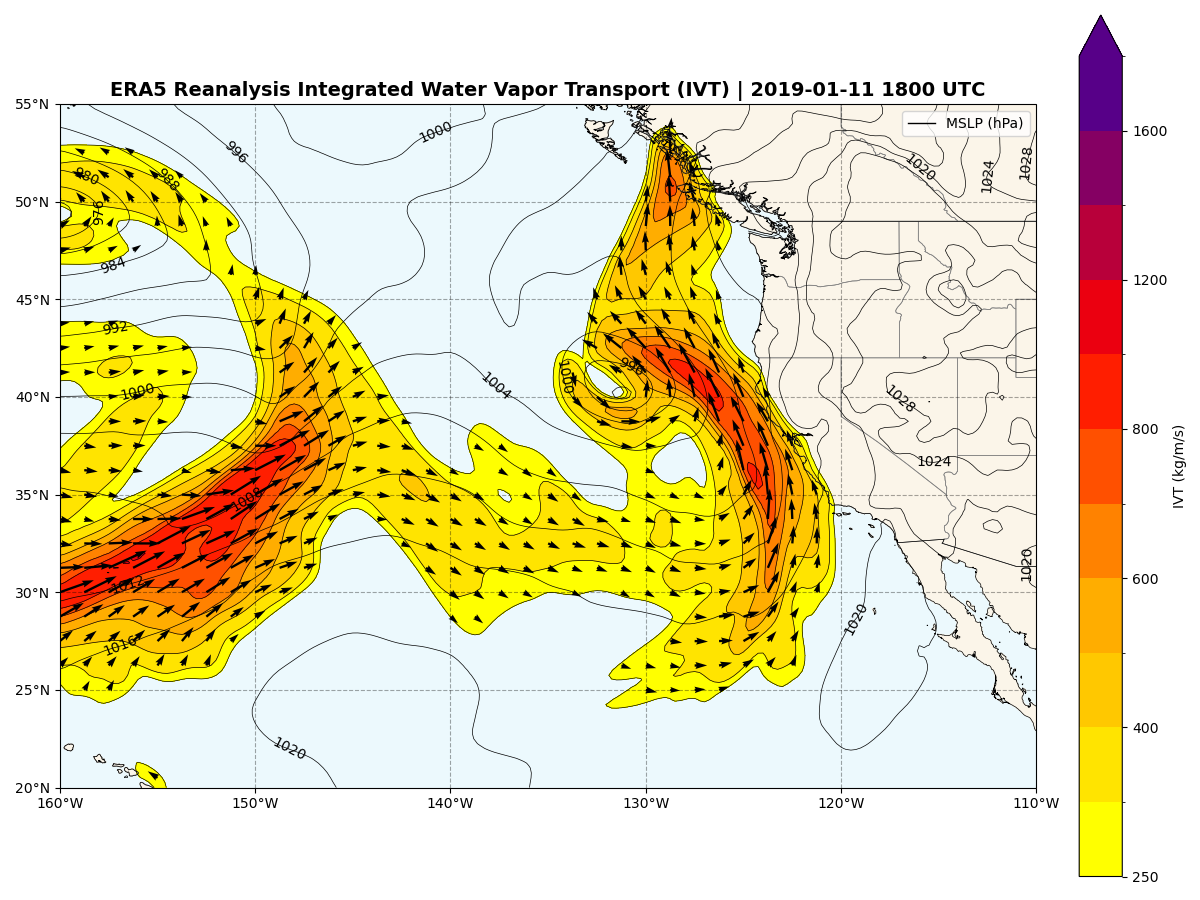 ERA5 Reanalysis Integrated Water Vapor Transport (IVT) | 2019-01-11 1800 UTC
MSLP (hPa)
55°N
50°N
45°N
40°N
35°N
30°N
25°N
20°N
160°W
150°W
140°W
130°W
120°W
110°W
1000
996
988
980
976
984
992
1000
1004
1000
996
1008
1012
1016
1020
1020
1020
1024
1028
1028
1024
1020
1600
1200
800
600
400
250
IVT (kg/m/s)